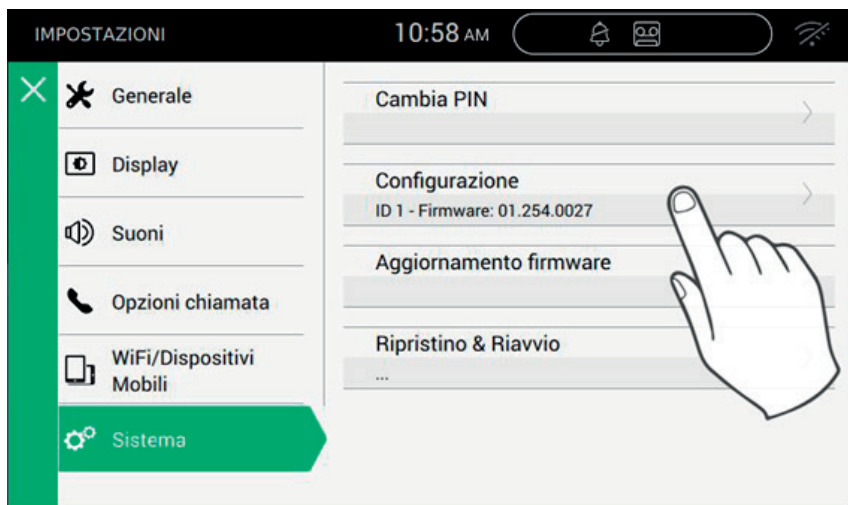 IMPOSTAZIONI
10:58 AM
Generale
Display
Suoni
Opzioni chiamata
WiFi/Dispositivi
Mobili
Sistema
Cambia PIN
Configurazione
ID 1 - Firmware: 01.254.0027
Aggiornamento firmware
Ripristino & Riavvio
...